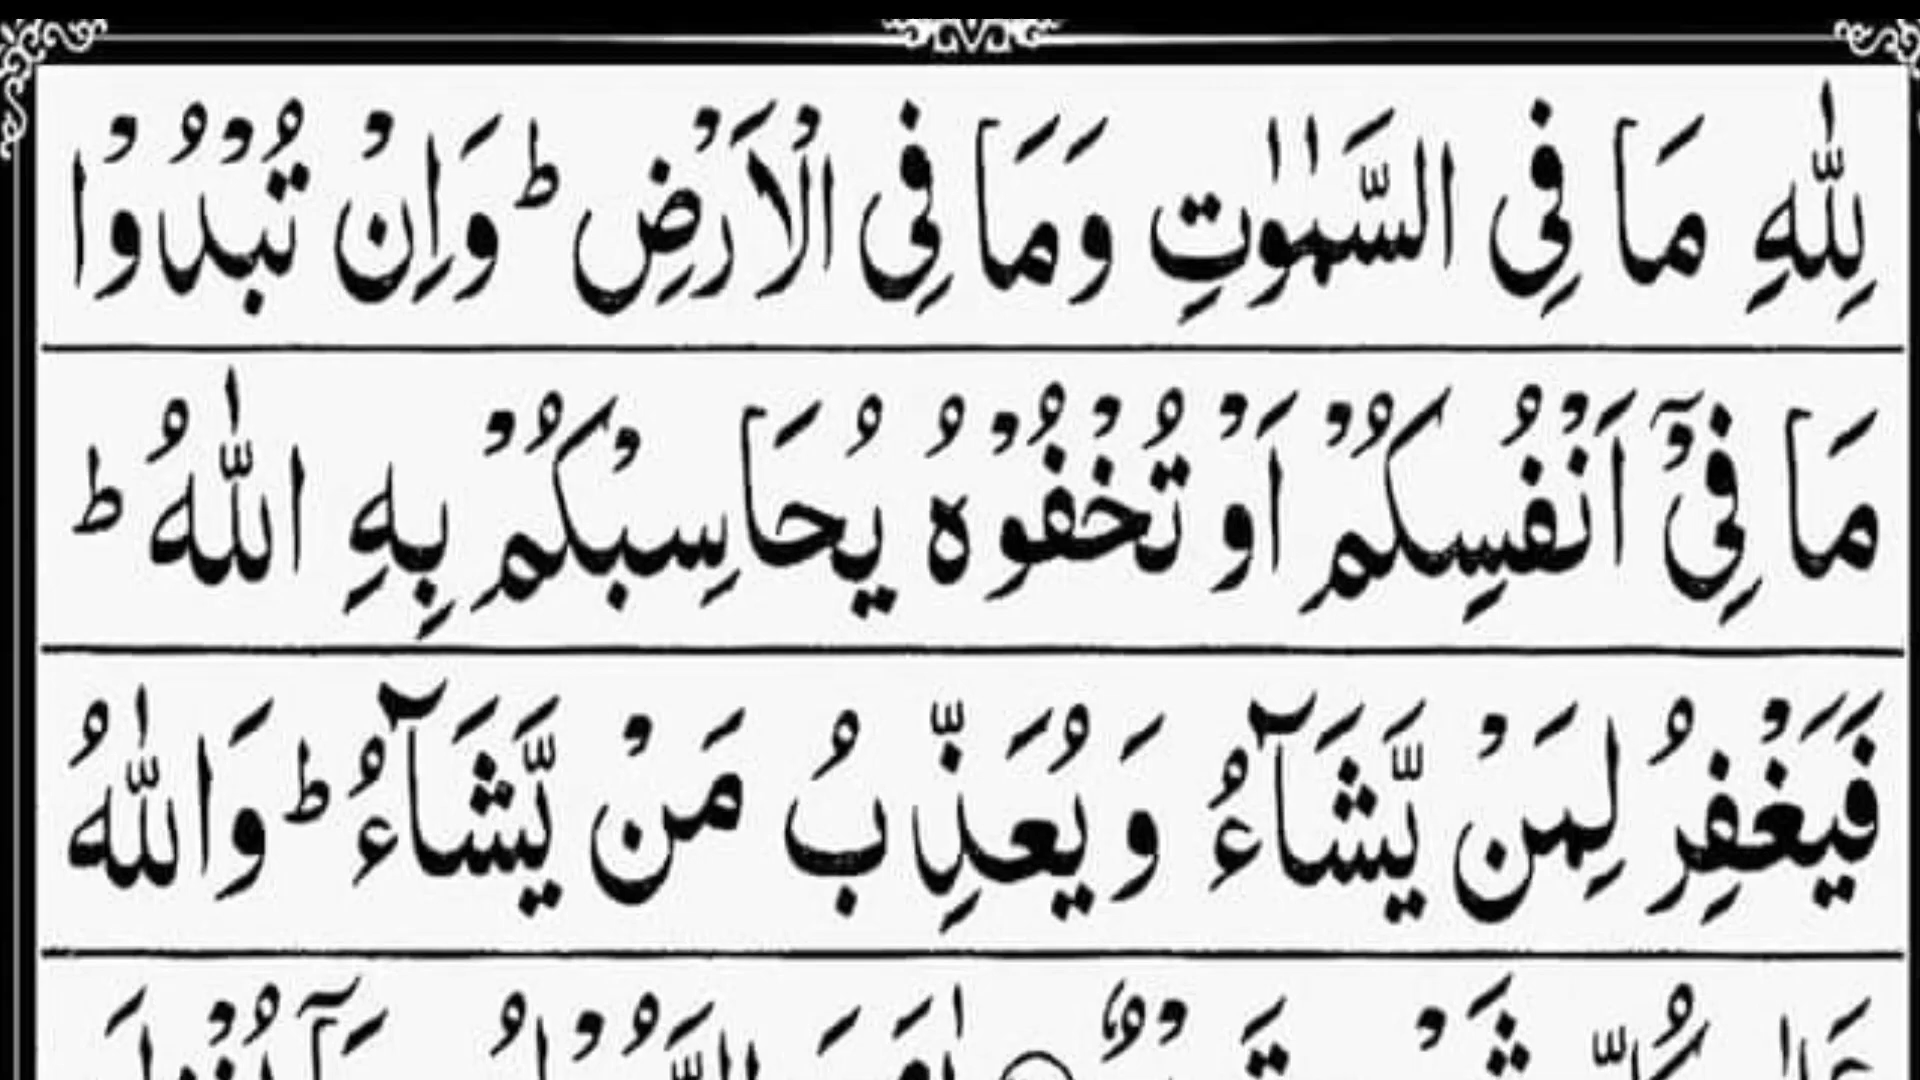 لِلّٰهِ مَا فِى السَّمٰوٰتِ وَمَا فِى الْاَرْضِ ؕ وَاِنْ تُبْدُوْا
مَا فِىْۤ اَنْفُسِكُمْ اَوْ تُخْفُوْهُ يُحَاسِبْكُمْ بِهِ اللّٰهُ ؕ
فَيَغْفِرُ لِمَنْ يَّشَآءُ وَيُعَذِّبُ مَنْ يَّشَآءُ ؕ وَاللّٰهُ